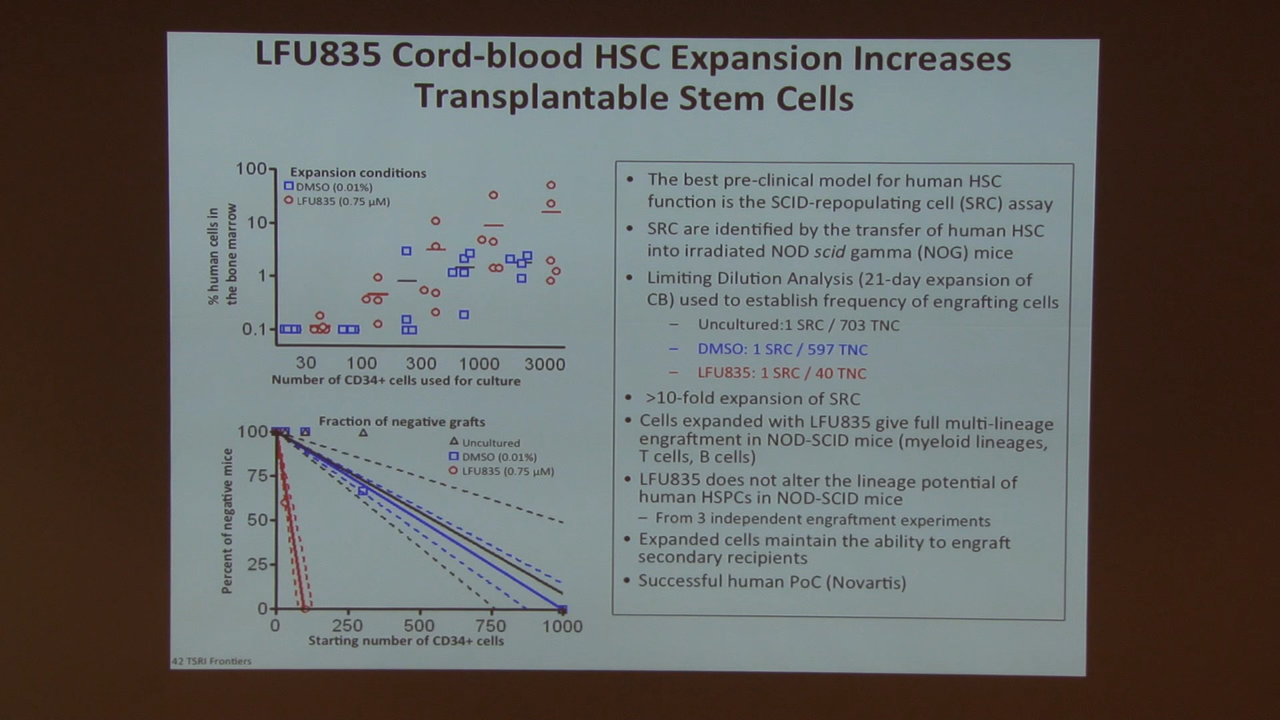 LFU835 Cord-blood HSC Expansion Increases
Transplantable Stem Cells
Expansion conditions
DMSO (0.01%)
LFU835 (0.75 µM)
% human cells in
the bone marrow
100
10
1
0.1
30 100 300 1000 3000
Number of CD34+ cells used for culture
Fraction of negative grafts
Uncultured
DMSO (0.01%)
LFU835 (0.75 µM)
Percent of negative mice
100
75
50
25
0
0 250 500 750 1000
Starting number of CD34+ cells
• The best pre-clinical model for human HSC
function is the SCID-repopulating cell (SRC) assay
• SRC are identified by the transfer of human HSC
into irradiated NOD scid gamma (NOG) mice
• Limiting Dilution Analysis (21-day expansion of
CB) used to establish frequency of engrafting cells
– Uncultured:1 SRC / 703 TNC
– DMSO: 1 SRC / 597 TNC
– LFU835: 1 SRC / 40 TNC
• >10-fold expansion of SRC
• Cells expanded with LFU835 give full multi-lineage
engraftment in NOD-SCID mice (myeloid lineages,
T cells, B cells)
• LFU835 does not alter the lineage potential of
human HSPCs in NOD-SCID mice
– From 3 independent engraftment experiments
• Expanded cells maintain the ability to engraft
secondary recipients
• Successful human PoC (Novartis)
42 TSRI Frontiers